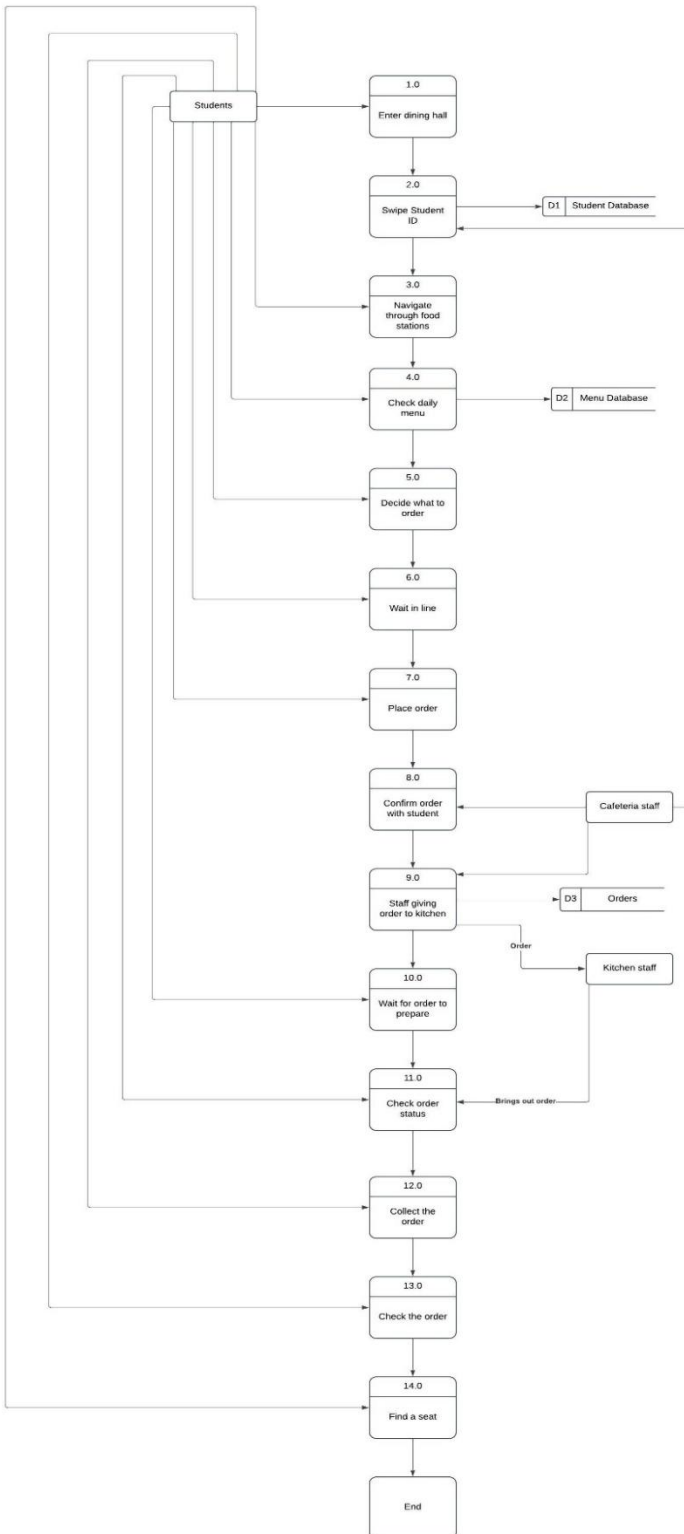 Students
1.0
Enter dining hall
2.0
Swipe Student
ID
D1 Student Database
3.0
Navigate
through food
stations
4.0
Check daily
menu
D2 Menu Database
5.0
Decide what to
order
6.0
Wait in line
7.0
Place order
8.0
Confirm order
with student
Cafeteria staff
9.0
Staff giving
order to kitchen
D3 Orders
Order
Kitchen staff
10.0
Wait for order to
prepare
11.0
Check order
status
Brings out order
12.0
Collect the
order
13.0
Check the order
14.0
Find a seat
End